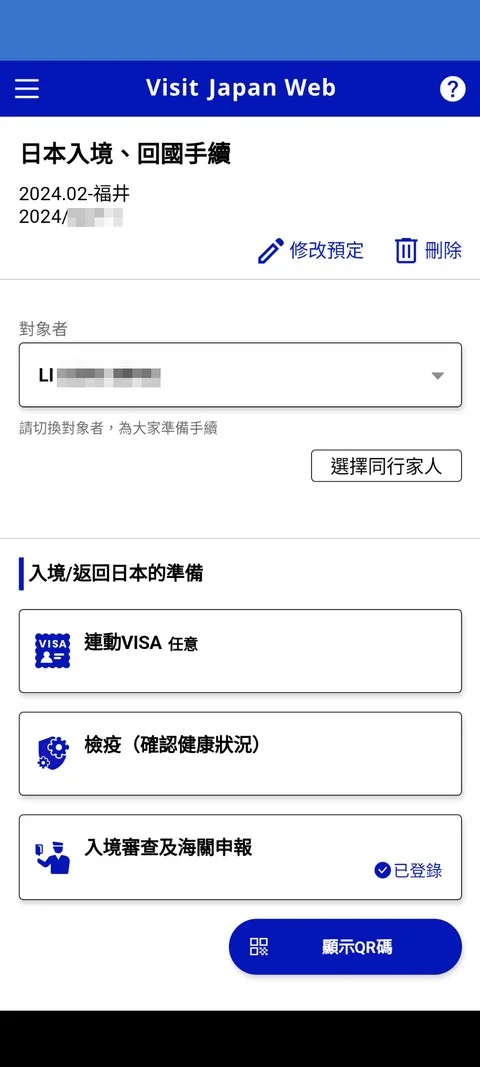 Visit Japan Web
?
日本入境、回國手續
2024.02-福井
2024/
修改預定
刪除
對象者
LI
請切換對象者，為大家準備手續
選擇同行家人
入境/返回日本的準備
VISA
連動VISA 任意
檢疫（確認健康狀況）
入境審查及海關申報
已登錄
顯示QR碼